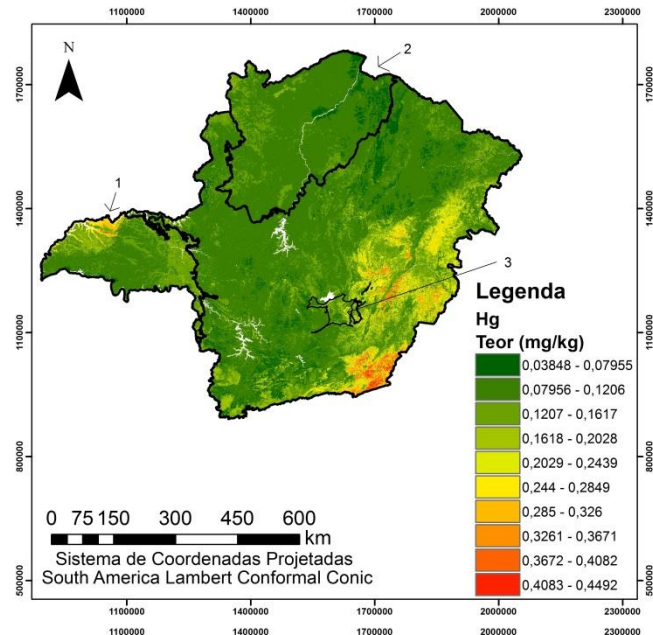 1100000 1400000 1700000 2000000 2300000
N
2
1700000 1700000
1
1400000 1400000
3
Legenda
Hg
Teor (mg/kg)
1100000 1100000
0,03848 - 0,07955
0,07956 - 0,1206
0,1207 - 0,1617
0,1618 - 0,2028
800000 800000
0,2029 - 0,2439
0,244 - 0,2849
0,285 - 0,326
0 75 150 300 450 600
0,3261 - 0,3671
km
0,3672 - 0,4082
Sistema de Coordenadas Projetadas
South America Lambert Conformal Conic
0,4083 - 0,4492
500000 500000
1100000 1400000 1700000 2000000 2300000